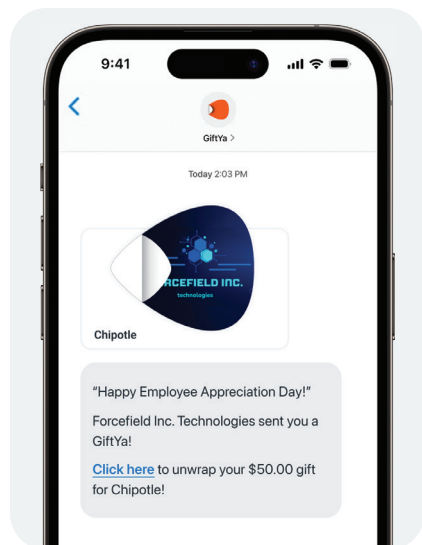 9:41
GiftYa >
Today 2:03 PM
RCEFIELD INC.
technologies
Chipotle
“Happy Employee Appreciation Day!”
Forcefield Inc. Technologies sent you a
GiftYa!
Click here to unwrap your $50.00 gift
for Chipotle!